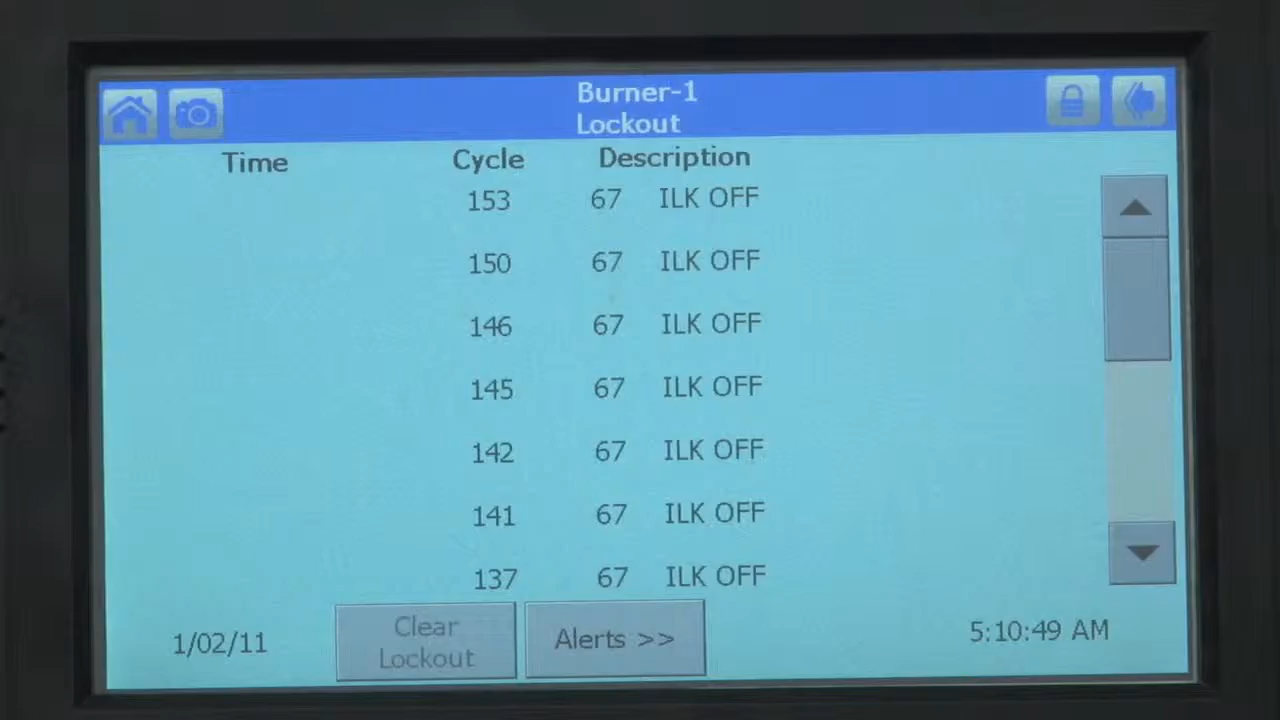 Burner-1
Lockout
Time Cycle Description
153 67 ILK OFF
150 67 ILK OFF
146 67 ILK OFF
145 67 ILK OFF
142 67 ILK OFF
141 67 ILK OFF
137 67 ILK OFF
1/02/11
Clear
Lockout
Alerts >>
5:10:49 AM